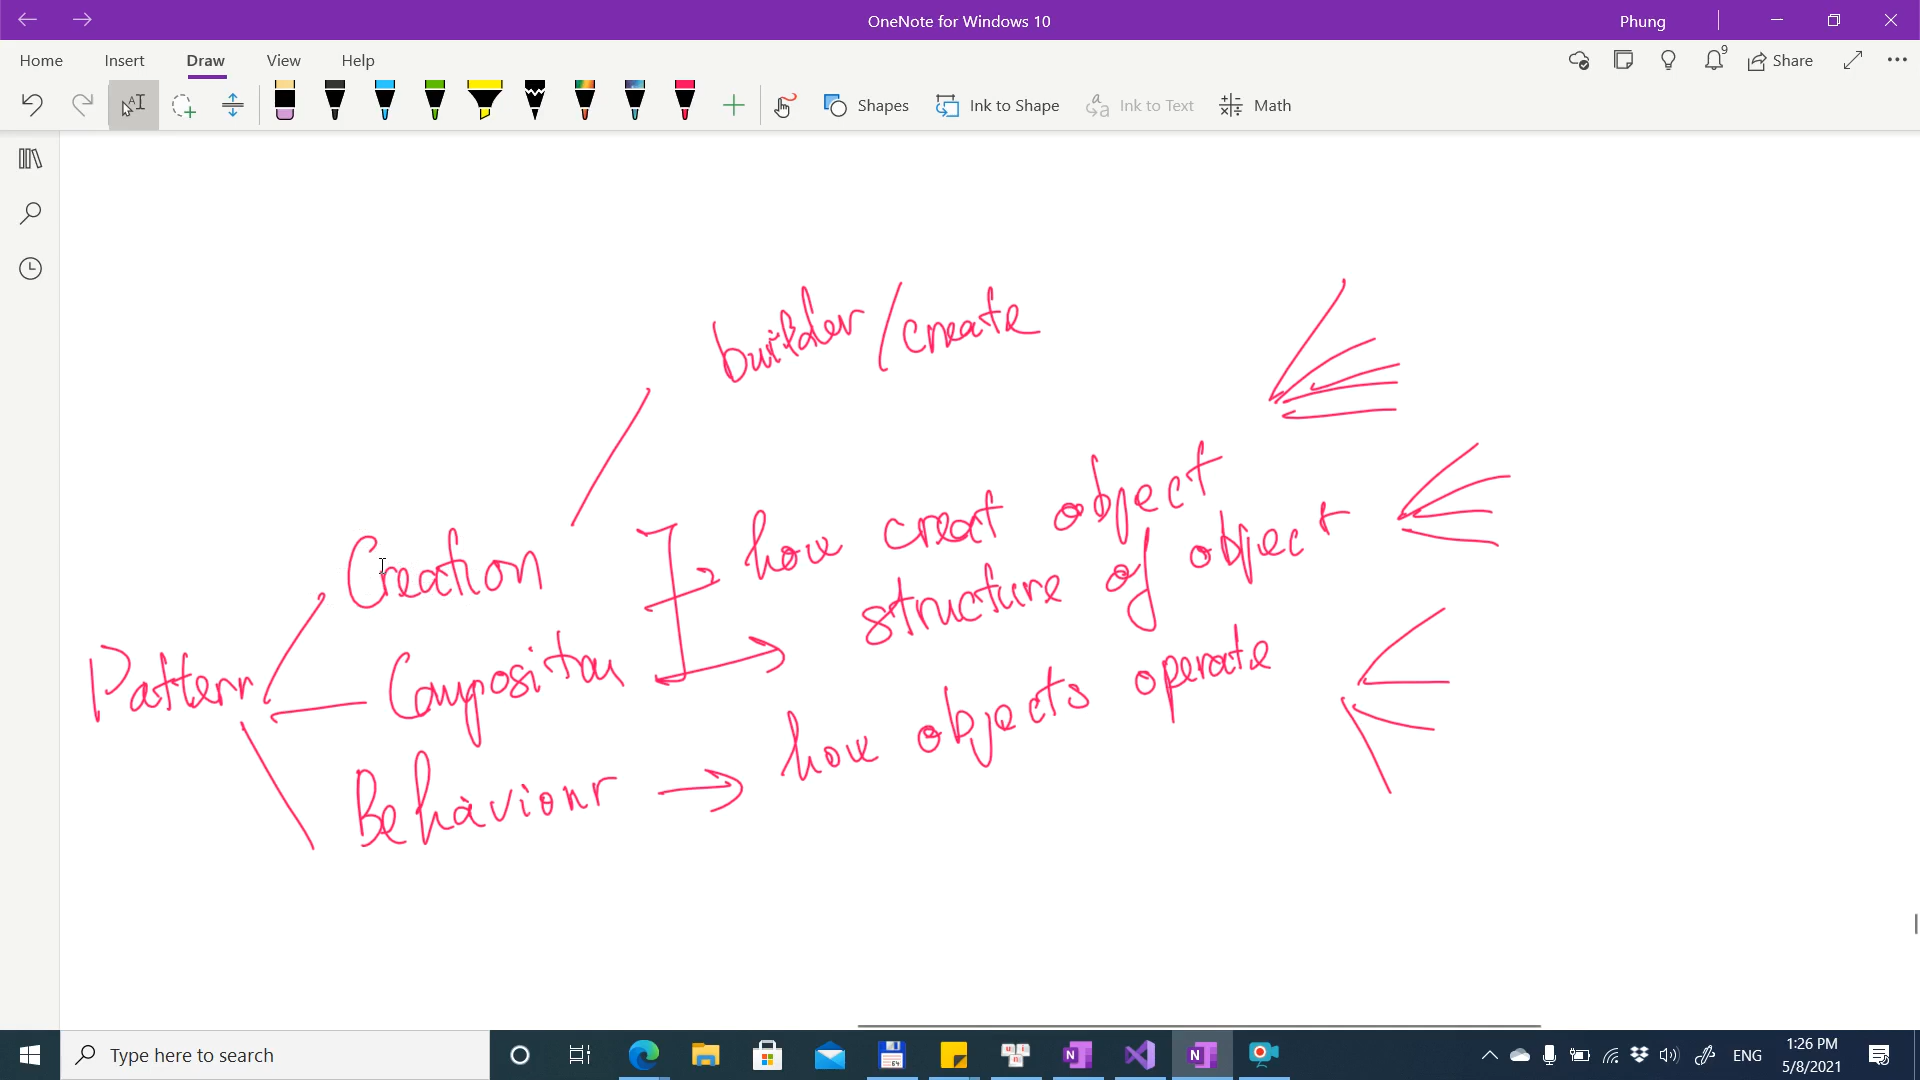 OneNote for Windows 10
Phung
Home Insert Draw View Help
9
Share
Shapes
Ink to Shape
Ink to Text
Math
builder/create
Creation
how creat object
structure of object
Pattern
Composition
Behaviour
how objects operate
Type here to search
ENG
1:26 PM
5/8/2021